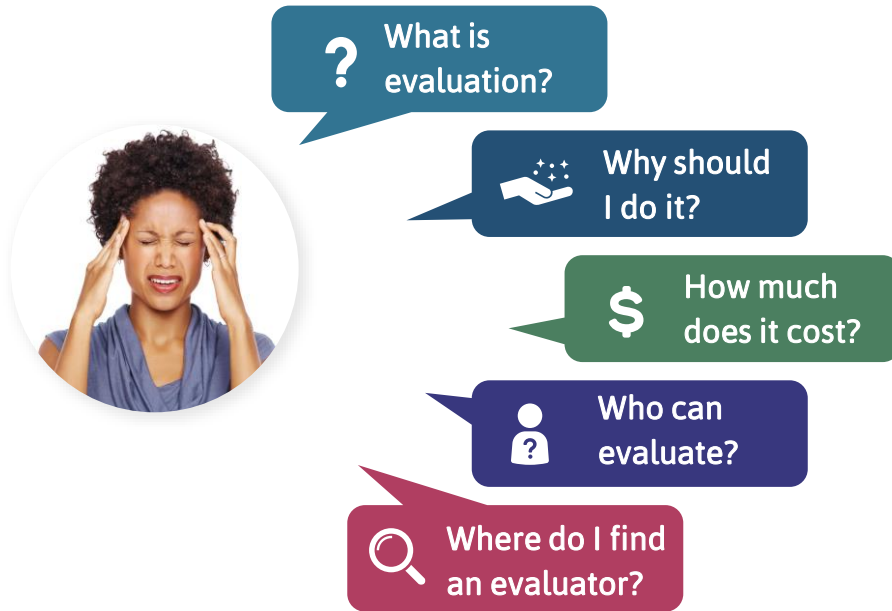 What is
evaluation?
Why should
I do it?
$
How much
does it cost?
Who can
evaluate?
Where do I find
an evaluator?